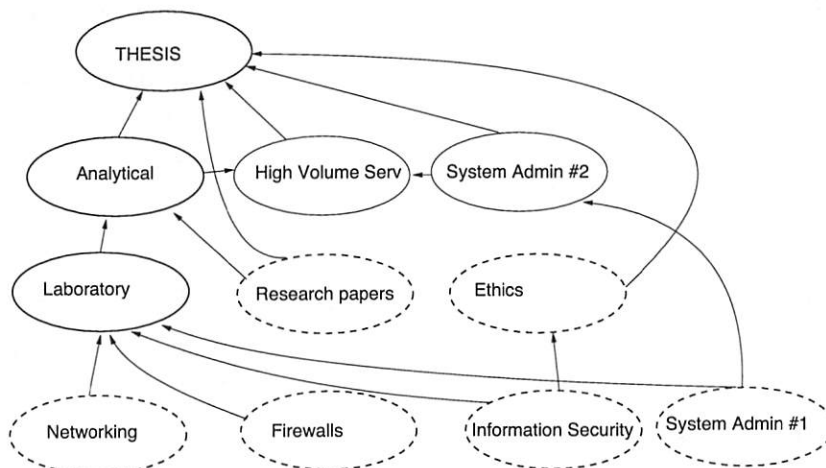 THESIS
Analytical
High Volume Serv
System Admin #2
Laboratory
Research papers
Ethics
Networking
Firewalls
Information Security
System Admin #1